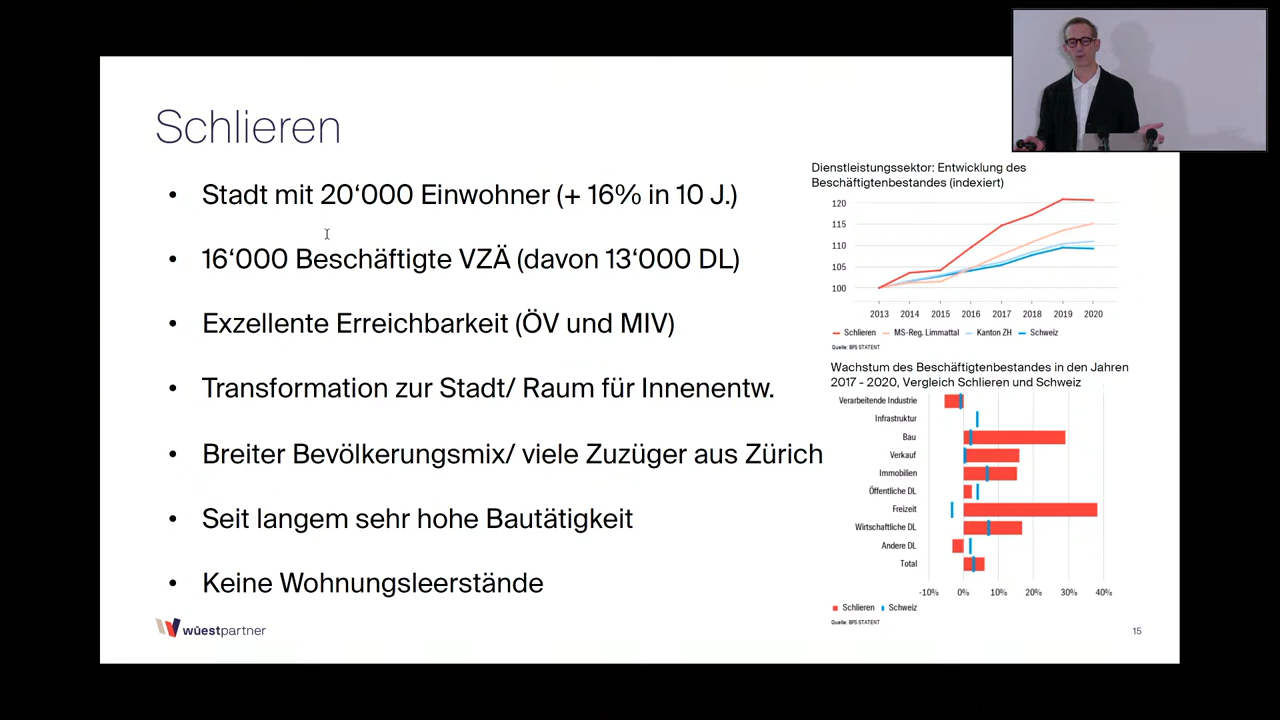 Schlieren
• Stadt mit 20‘000 Einwohner (+ 16% in 10 J.)
• 16‘000 Beschäftigte VZÄ (davon 13‘000 DL)
• Exzellente Erreichbarkeit (ÖV und MIV)
• Transformation zur Stadt/ Raum für Innenentw.
• Breiter Bevölkerungsmix/ viele Zuzüger aus Zürich
• Seit langem sehr hohe Bautätigkeit
• Keine Wohnungsleerstände
Dienstleistungssektor: Entwicklung des
Beschäftigtenbestandes (indexiert)
120
115
110
105
100
2013 2014 2015 2016 2017 2018 2019 2020
Schlieren MS-Reg. Limmattal Kanton ZH Schweiz
Quelle: BFS STATENT
Wachstum des Beschäftigtenbestandes in den Jahren
2017 - 2020, Vergleich Schlieren und Schweiz
Verarbeitende Industrie
Infrastruktur
Bau
Verkauf
Immobilien
Öffentliche DL
Freizeit
Wirtschaftliche DL
Andere DL
Total
-10% 0% 10% 20% 30% 40%
Schlieren Schweiz
Quelle: BFS STATENT
wüestpartner
15